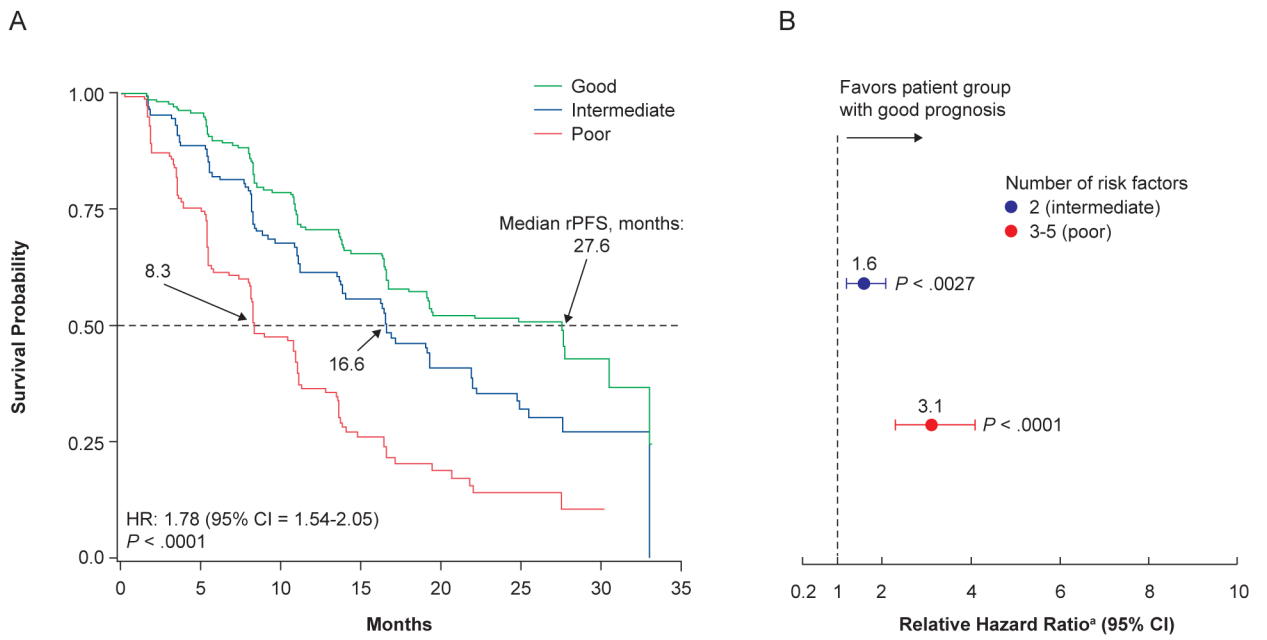 A
1.00
0.75
0.50
0.25
0.0
Survival Probability
Good
Intermediate
Poor
Median rPFS, months:
27.6
8.3
16.6
HR: 1.78 (95% CI = 1.54-2.05)
P < .0001
0 5 10 15 20 25 30 35
Months
B
Favors patient group
with good prognosis
Number of risk factors
2 (intermediate)
3-5 (poor)
1.6
P < .0027
3.1
P < .0001
0.2 1 2 4 6 8 10
Relative Hazard Ratioᵃ (95% CI)